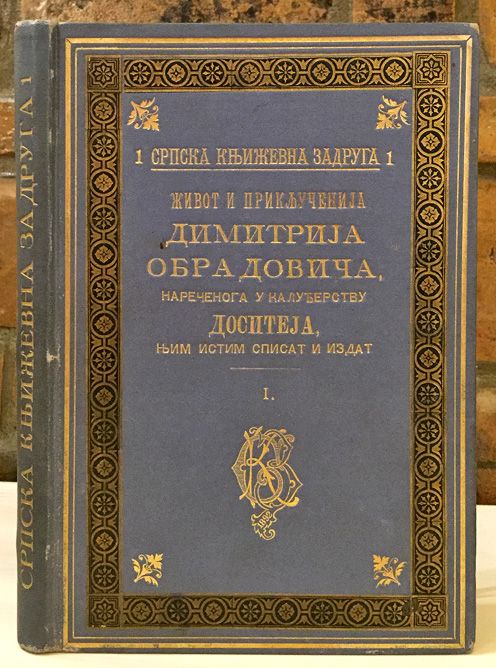 СРПСКА КЊИЖЕВНА ЗАДРУГА 1
1 СРПСКА КЊИЖЕВНА ЗАДРУГА 1
ЖИВОТ И ПРИКЉУЧЕНИЈА
ДИМИТРИЈА
ОБРАДОВИЧА,
НАРЕЧЕНОГА У КАЛУЂЕРСТВУ
ДОСИТЕЈА,
ЊИМ ИСТИМ СПИСАТ И ИЗДАТ
I.